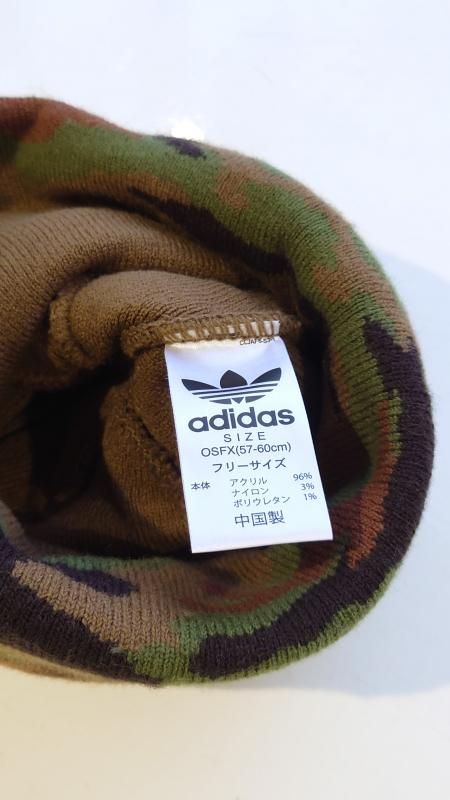 adidas
SIZE
OSFX(57-60cm)
フリーサイズ
本体 アクリル 96%
ナイロン 3%
ポリウレタン 1%
中国製